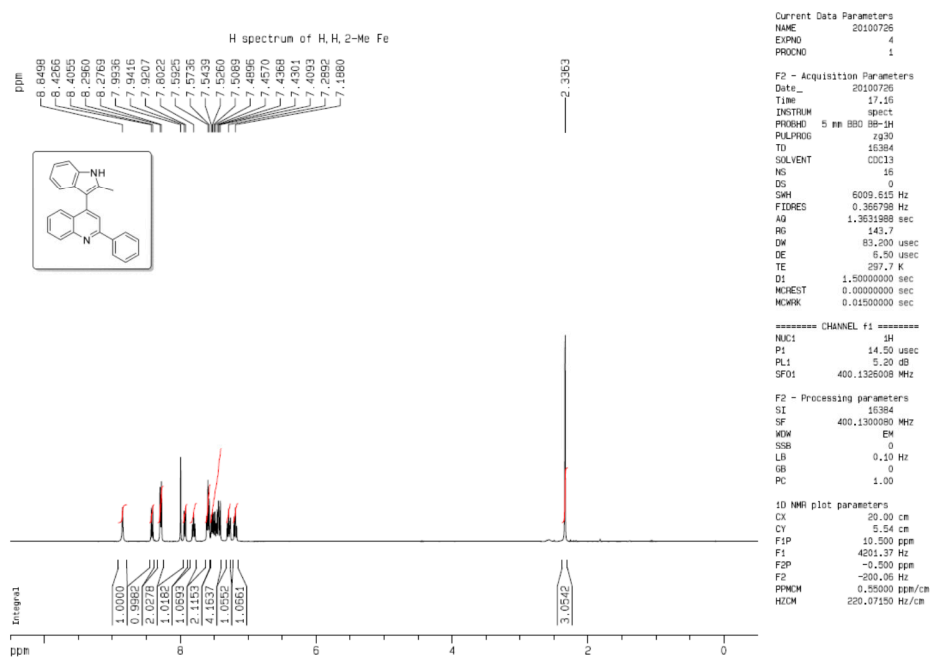 H spectrum of H, H, 2-Me Fe
ppm
8.8498
8.4266
8.4055
8.2960
8.2769
7.9936
7.9416
7.9207
7.8022
7.5925
7.5736
7.5439
7.5260
7.5089
7.4896
7.4570
7.4368
7.4301
7.4093
7.2892
7.1880
2.3363
NH
N
Integral
1.0000
0.9982
2.0278
1.0182
1.0693
2.1153
4.1637
1.0552
1.0661
3.0542
ppm
8
6
4
2
0
Current Data Parameters
NAME 20100726
EXPNO 4
PROCNO 1
F2 - Acquisition Parameters
Date_ 20100726
Time 17.16
INSTRUM spect
PROBHD 5 mm BBO BB-1H
PULPROG zg30
TD 16384
SOLVENT CDCl3
NS 16
DS 0
SWH 6009.615 Hz
FIDRES 0.366798 Hz
AQ 1.3631988 sec
RG 143.7
DW 83.200 usec
DE 6.50 usec
TE 297.7 K
D1 1.50000000 sec
MCREST 0.00000000 sec
MCWRK 0.01500000 sec
======== CHANNEL f1 ========
NUC1 1H
P1 14.50 usec
PL1 5.20 dB
SFO1 400.1326008 MHz
F2 - Processing parameters
SI 16384
SF 400.1300080 MHz
WDW EM
SSB 0
LB 0.10 Hz
GB 0
PC 1.00
1D NMR plot parameters
CX 20.00 cm
CY 5.54 cm
F1P 10.500 ppm
F1 4201.37 Hz
F2P -0.500 ppm
F2 -200.06 Hz
PPMCM 0.55000 ppm/cm
HZCM 220.07150 Hz/cm